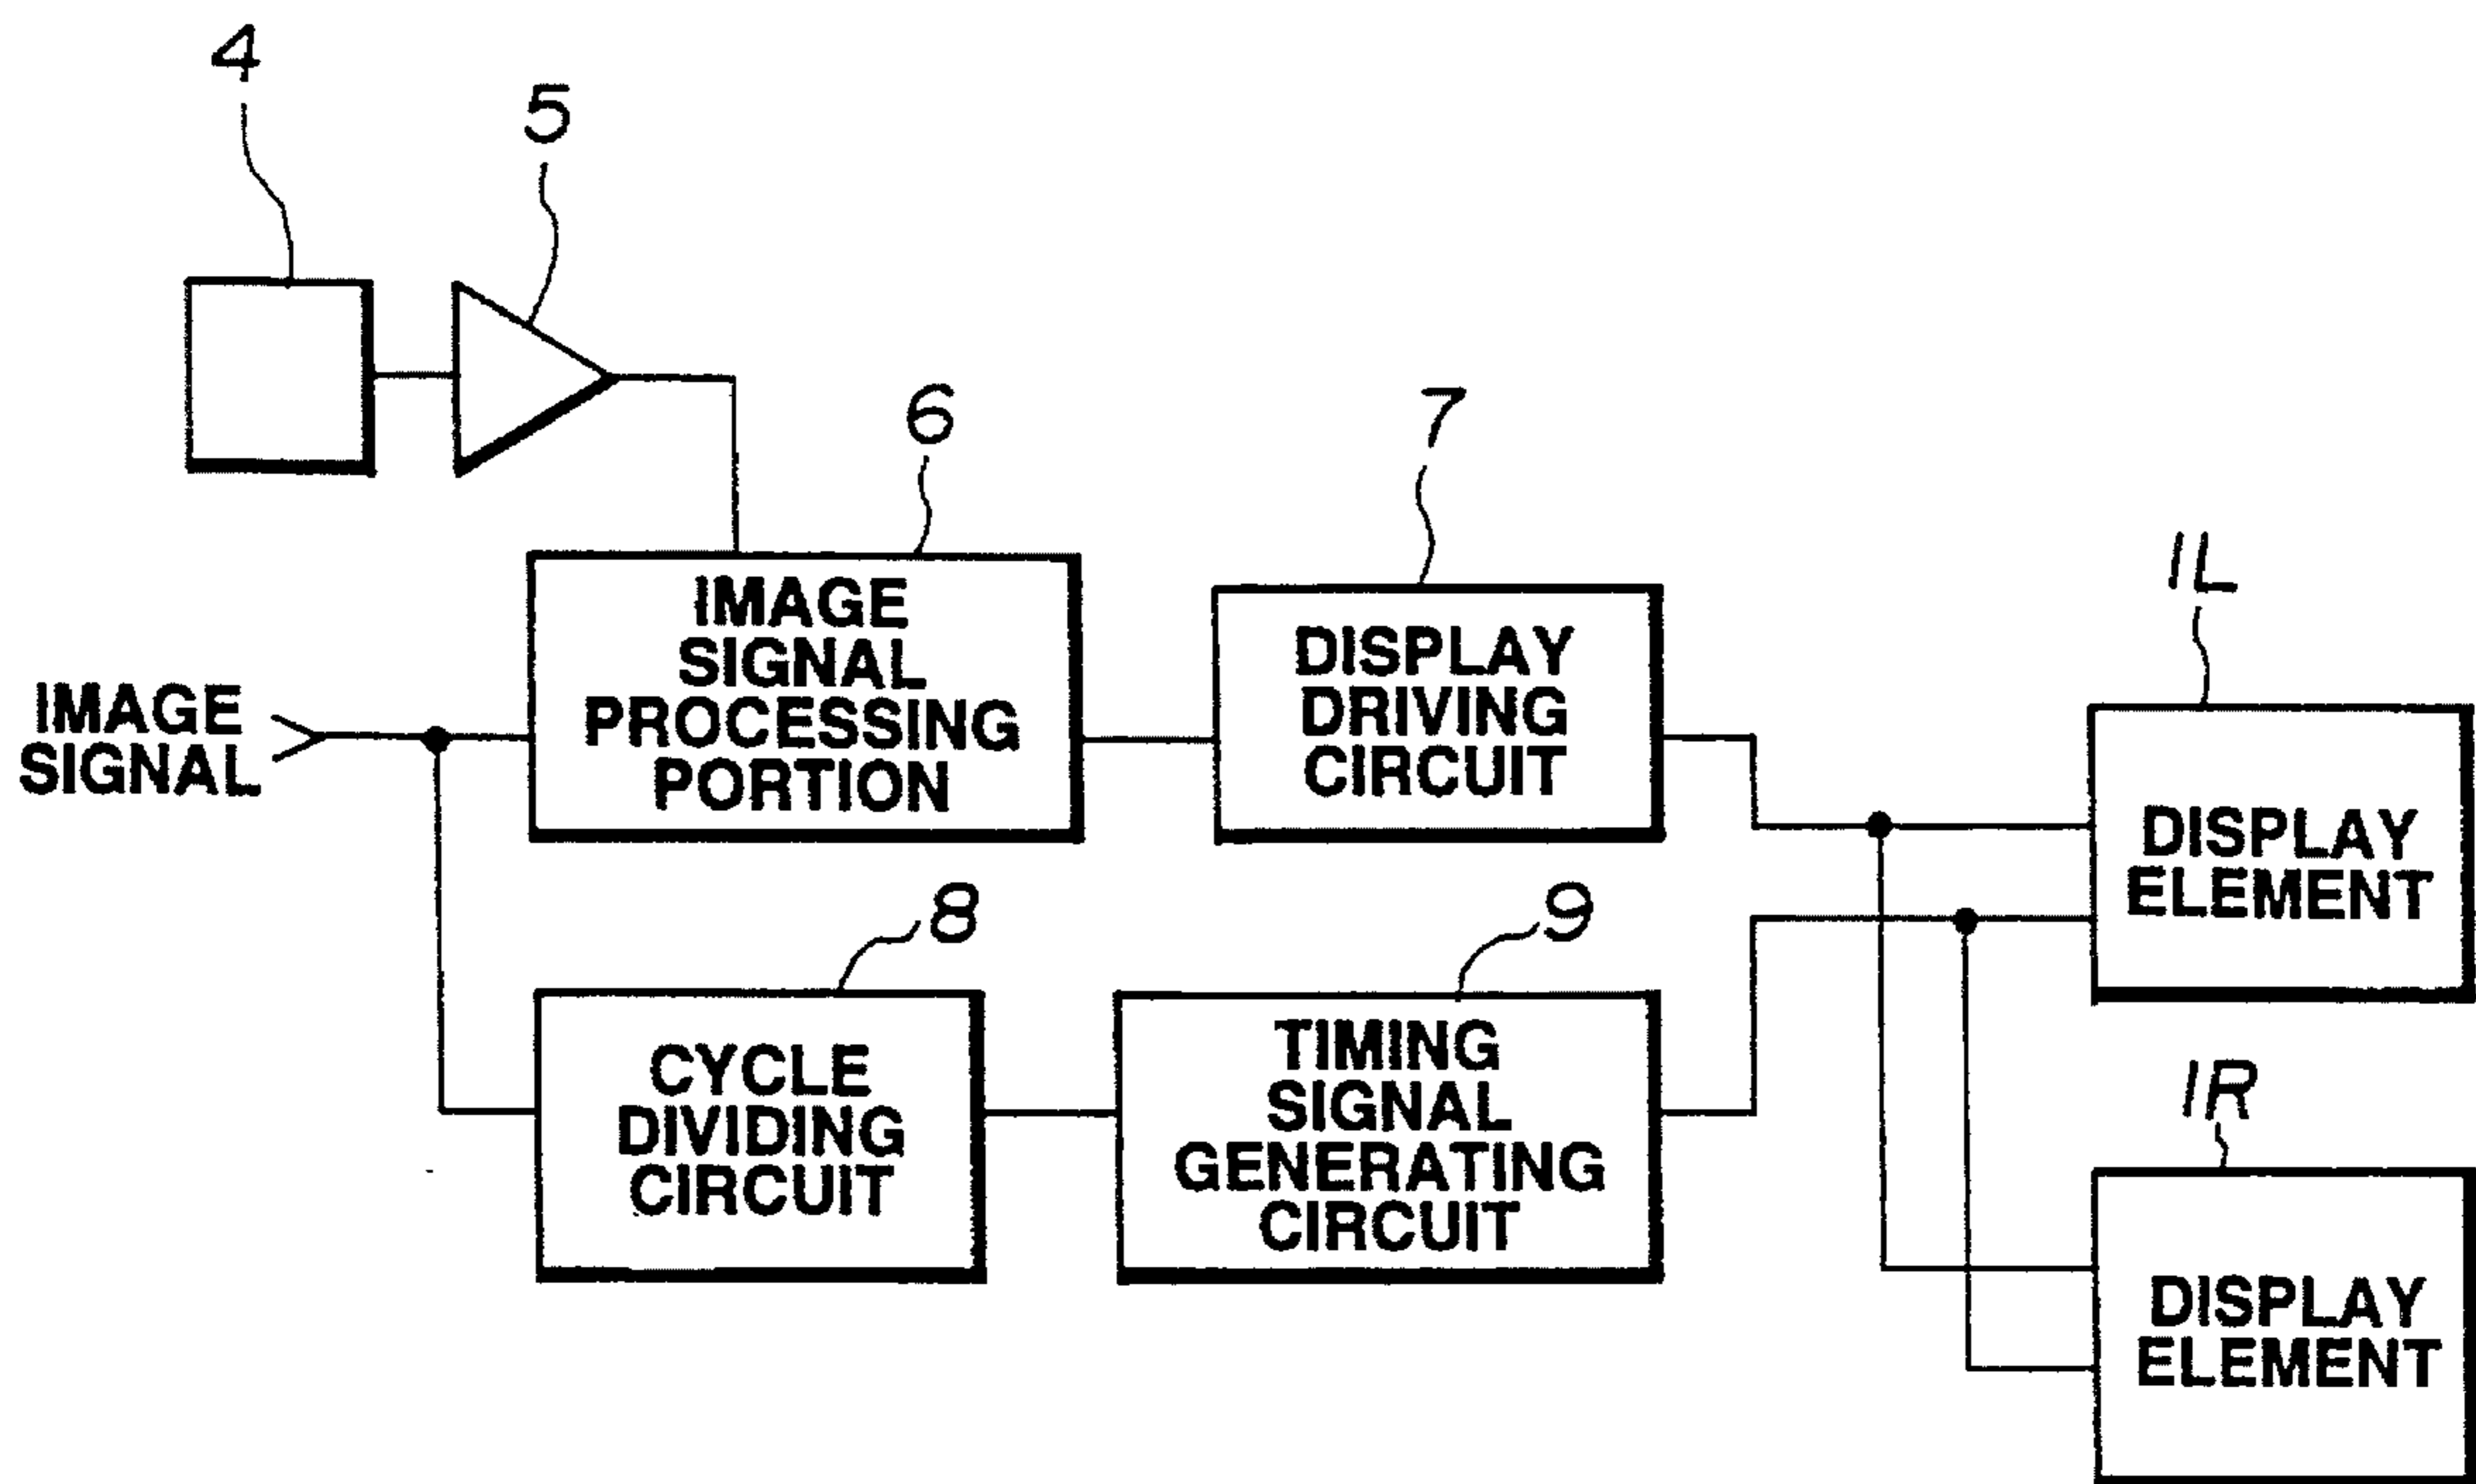 4
5
6
7
IMAGE
SIGNAL
IMAGE
SIGNAL
PROCESSING
PORTION
DISPLAY
DRIVING
CIRCUIT
1L
DISPLAY
ELEMENT
8
9
CYCLE
DIVIDING
CIRCUIT
TIMING
SIGNAL
GENERATING
CIRCUIT
1R
DISPLAY
ELEMENT